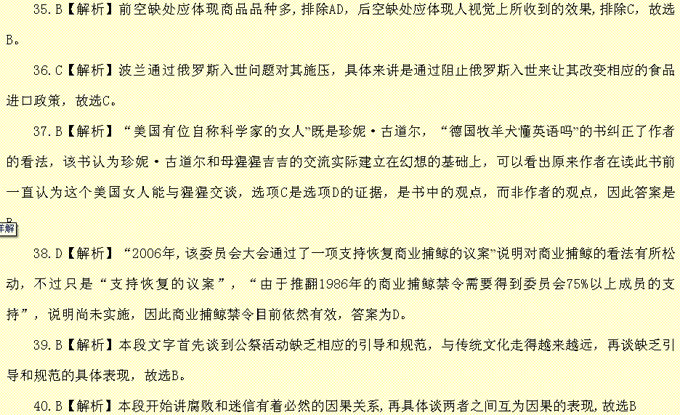 35.B【解析】前空缺处应体现商品品种多,排除AD，后空缺处应体现人视觉上所收到的效果,排除C，故选
B。
36.C【解析】波兰通过俄罗斯入世问题对其施压，具体来讲是通过阻止俄罗斯入世来让其改变相应的食品
进口政策，故选C。
37.B【解析】“美国有位自称科学家的女人”既是珍妮·古道尔，“德国牧羊犬懂英语吗”的书纠正了作者
的看法，该书认为珍妮·古道尔和母猩猩吉吉的交流实际建立在幻想的基础上，可以看出原来作者在读此书前
一直认为这个美国女人能与猩猩交谈，选项C是选项D的证据，是书中的观点，而非作者的观点，因此答案是
B
详解
38.D【解析】“2006年,该委员会大会通过了一项支持恢复商业捕鲸的议案”说明对商业捕鲸的看法有所松
动，不过只是“支持恢复的议案”，“由于推翻1986年的商业捕鲸禁令需要得到委员会75%以上成员的支
持”，说明尚未实施，因此商业捕鲸禁令目前依然有效，答案为D。
39.B【解析】本段文字首先谈到公祭活动缺乏相应的引导和规范，与传统文化走得越来越远，再谈缺乏引
导和规范的具体表现，故选B。
40.B【解析】本段开始讲腐败和迷信有着必然的因果关系,再具体谈两者之间互为因果的表现,故选B